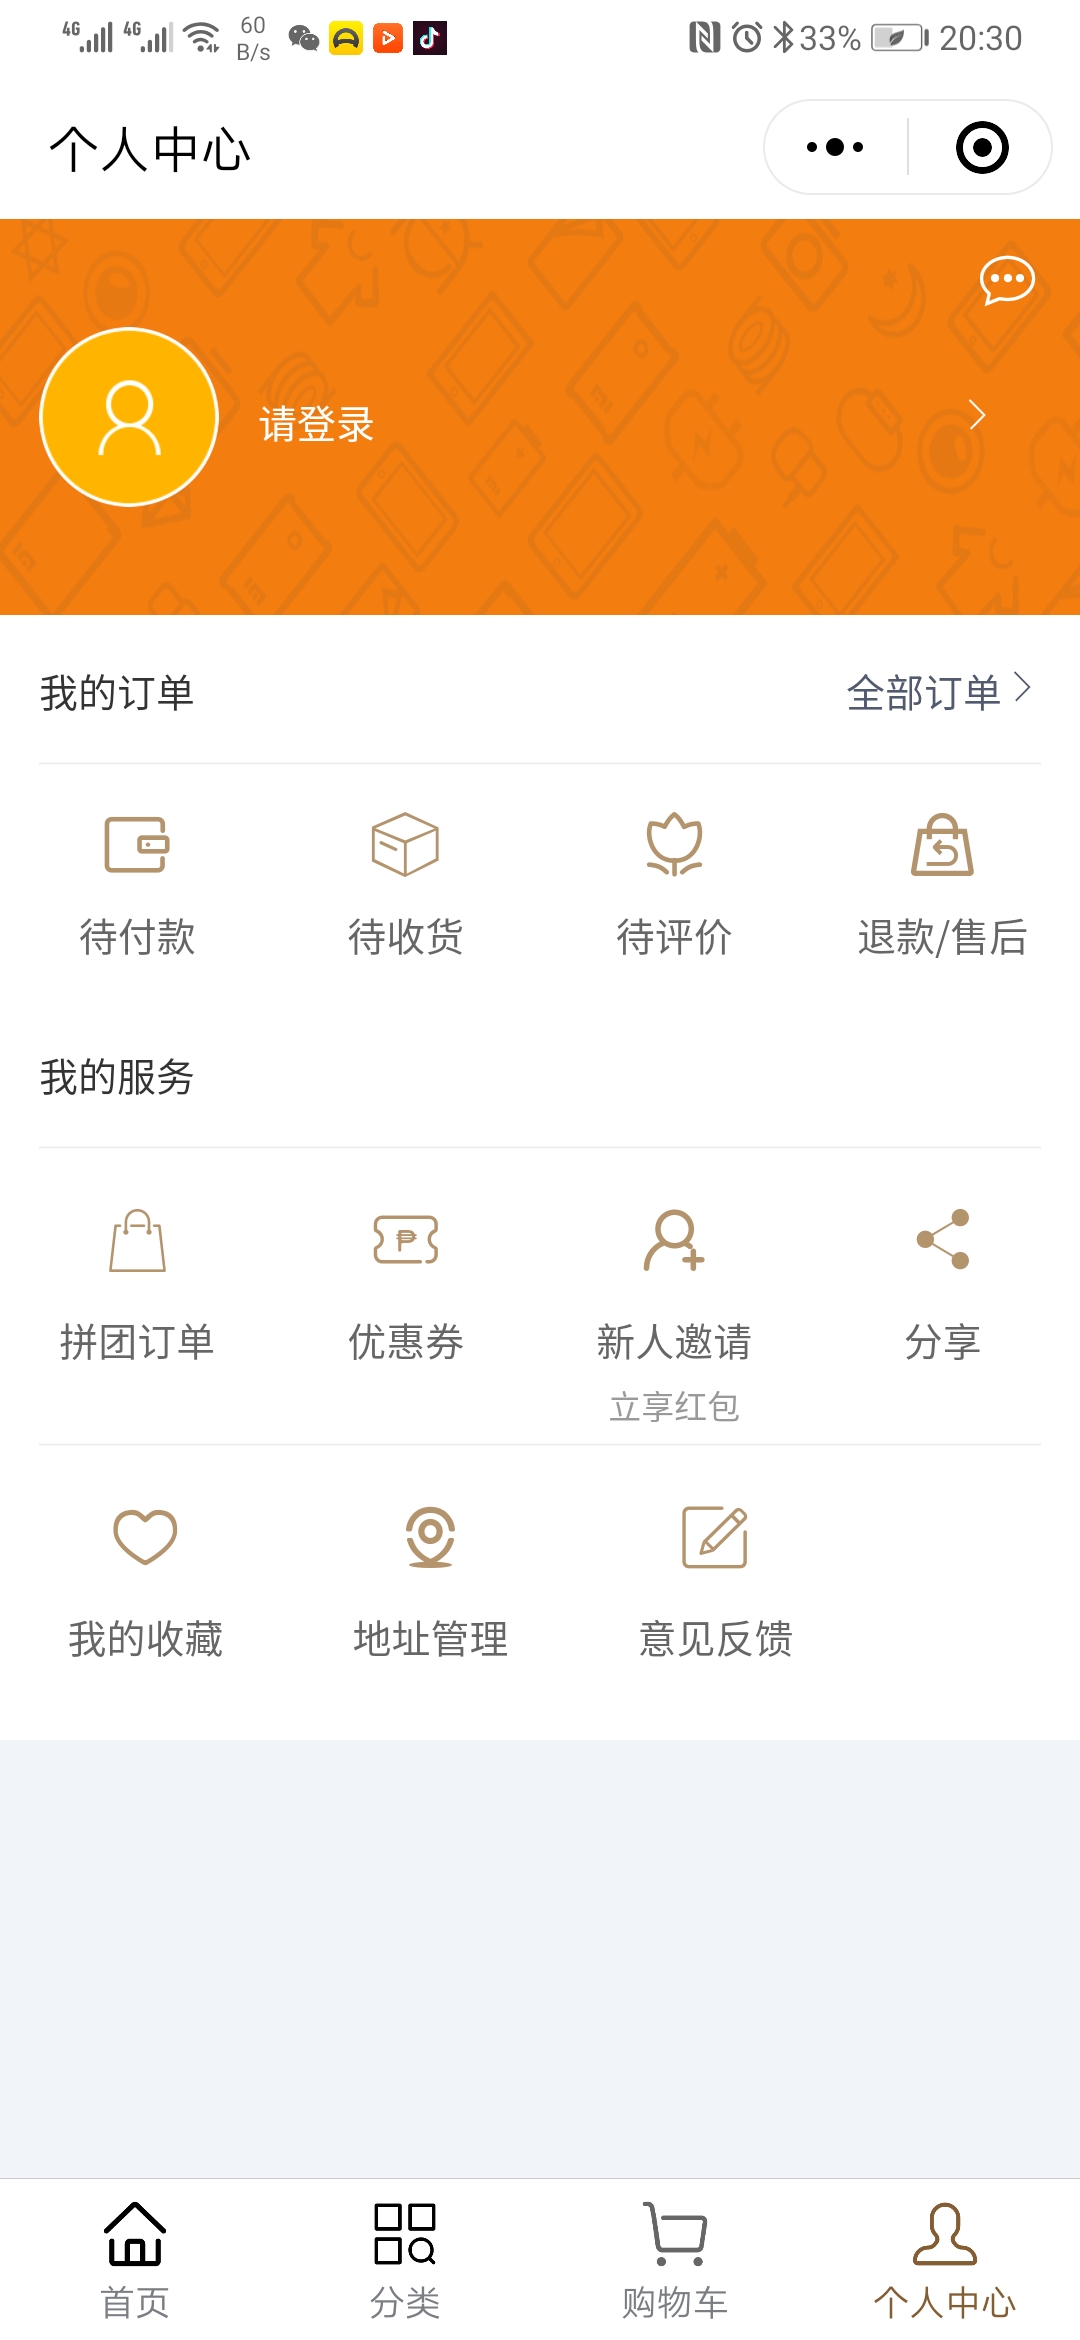 4G 4G 60 B/s 33% 20:30
个人中心
请登录
我的订单 全部订单
待付款 待收货 待评价 退款/售后
我的服务
拼团订单 优惠券 新人邀请 分享
立享红包
我的收藏 地址管理 意见反馈
首页 分类 购物车 个人中心